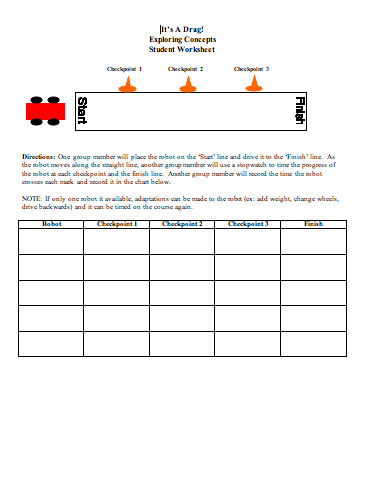 It's A Drag!
Exploring Concepts
Student Worksheet
Checkpoint 1 Checkpoint 2 Checkpoint 3
Start Finish
Directions: One group member will place the robot on the 'Start' line and drive it to the 'Finish' line. As
the robot moves along the straight line, another group member will use a stopwatch to time the progress of
the robot at each checkpoint and the finish line. Another group member will record the time the robot
crosses each mark and record it in the chart below.
NOTE: If only one robot it available, adaptations can be made to the robot (ex: add weight, change wheels,
drive backwards) and it can be timed on the course again.
Robot Checkpoint 1 Checkpoint 2 Checkpoint 3 Finish